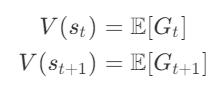 V(s_t) = 𝔼[G_t]
V(s_{t+1}) = 𝔼[G_{t+1}]